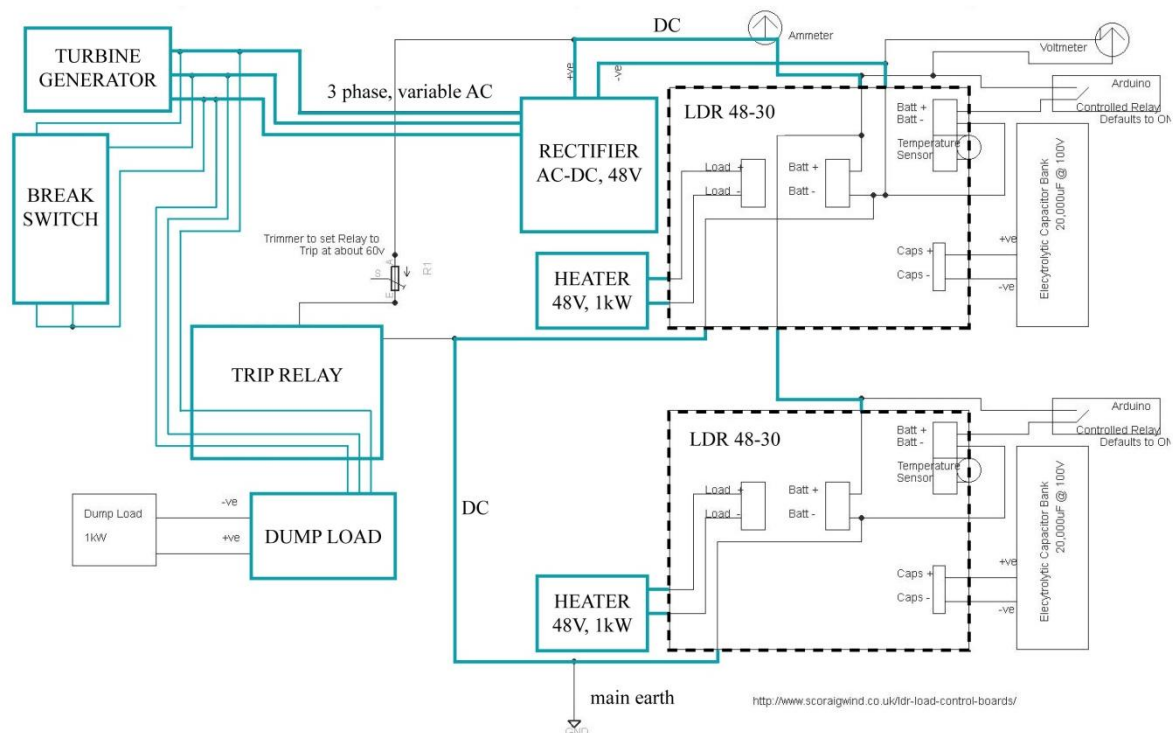 TURBINE
GENERATOR
BREAK
SWITCH
3 phase, variable AC
RECTIFIER
AC-DC, 48V
+ve
-ve
DC
Ammeter
Voltmeter
LDR 48-30
Load +
Load -
Batt +
Batt -
Batt +
Batt -
Temperature
Sensor
Caps +
Caps -
Arduino
Controlled Relay
Defaults to ON
Elecytrolytic Capacitor Bank
20,000uF @ 100V
+ve
-ve
HEATER
48V, 1kW
Trimmer to set Relay to
Trip at about 60v
A
S
E
R1
TRIP RELAY
Dump Load
1kW
-ve
+ve
DUMP LOAD
DC
LDR 48-30
Load +
Load -
Batt +
Batt -
Batt +
Batt -
Temperature
Sensor
Caps +
Caps -
Arduino
Controlled Relay
Defaults to ON
Elecytrolytic Capacitor Bank
20,000uF @ 100V
+ve
-ve
HEATER
48V, 1kW
main earth
GND
http://www.scoraigwind.co.uk/ldr-load-control-boards/